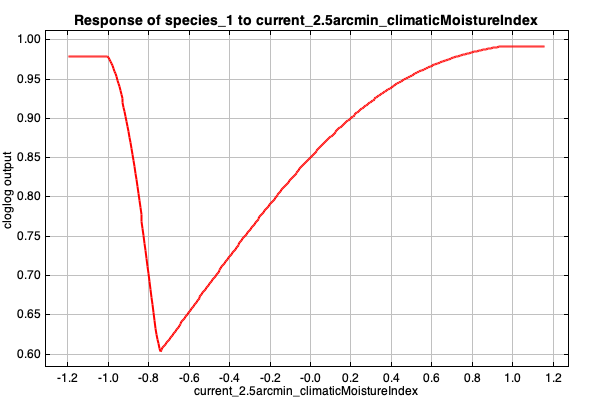 Response of species_1 to current_2.5arcmin_climaticMoistureIndex
1.00
0.95
0.90
0.85
0.80
0.75
0.70
0.65
0.60
cloglog output
-1.2 -1.0 -0.8 -0.6 -0.4 -0.2 -0.0 0.2 0.4 0.6 0.8 1.0 1.2
current_2.5arcmin_climaticMoistureIndex